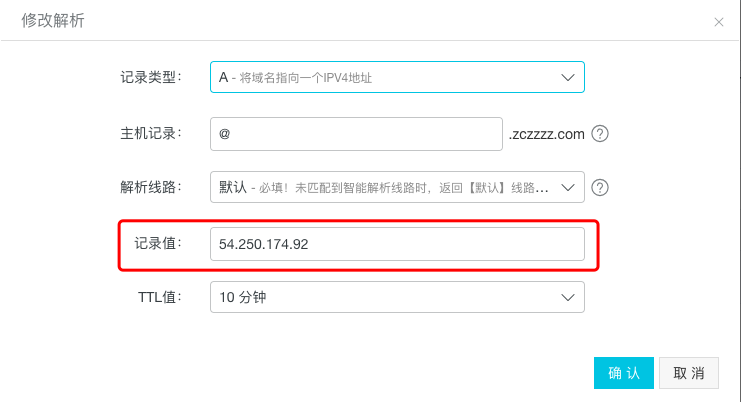 修改解析
记录类型: A - 将域名指向一个IPV4地址
主机记录: @ .zczzzz.com ?
解析线路: 默认 - 必填！未匹配到智能解析线路时，返回【默认】线路... ?
记录值: 54.250.174.92
TTL值: 10 分钟
确 认 取 消